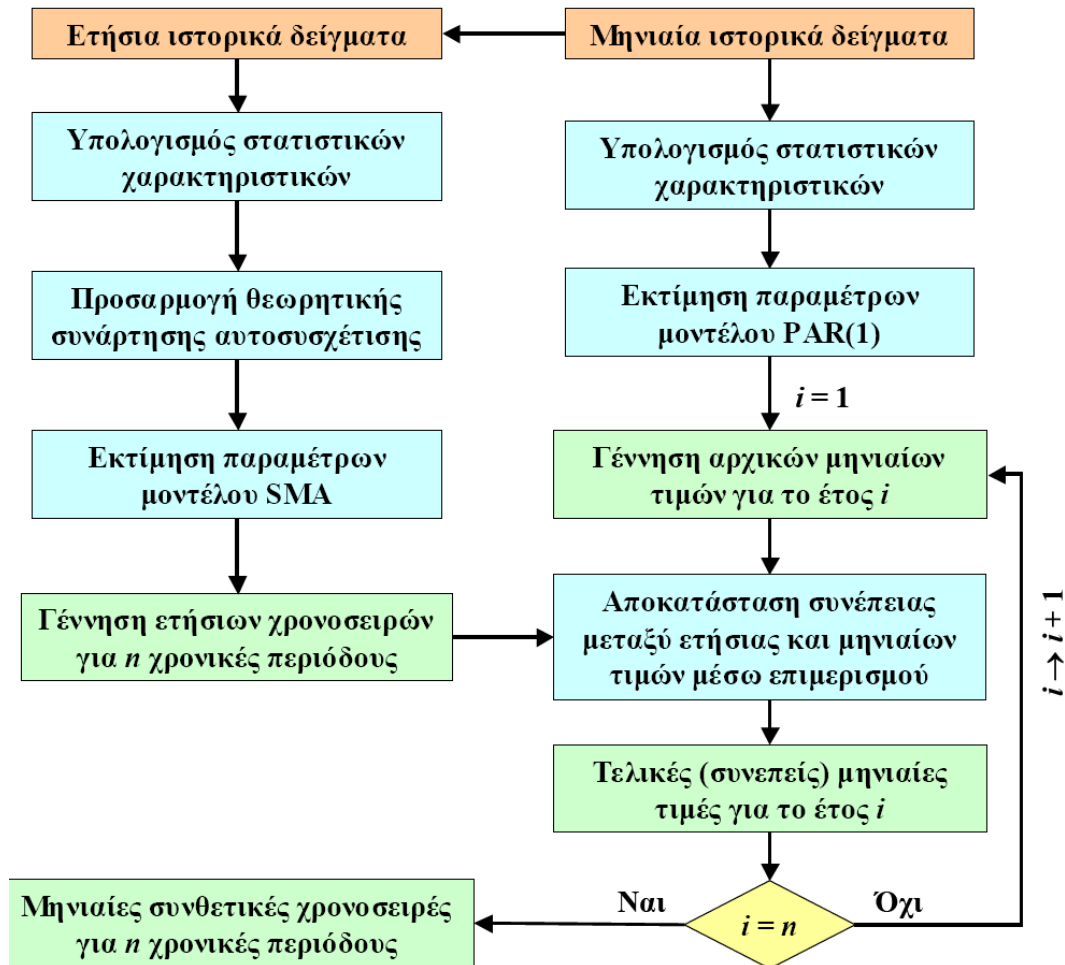 Ετήσια ιστορικά δείγματα
Μηνιαία ιστορικά δείγματα
Υπολογισμός στατιστικών
χαρακτηριστικών
Υπολογισμός στατιστικών
χαρακτηριστικών
Προσαρμογή θεωρητικής
συνάρτησης αυτοσυσχέτισης
Εκτίμηση παραμέτρων
μοντέλου PAR(1)
i = 1
Εκτίμηση παραμέτρων
μοντέλου SMA
Γέννηση αρχικών μηνιαίων
τιμών για το έτος i
Γέννηση ετήσιων χρονοσειρών
για n χρονικές περιόδους
Αποκατάσταση συνέπειας
μεταξύ ετήσιας και μηνιαίων
τιμών μέσω επιμερισμού
i → i + 1
Τελικές (συνεπείς) μηνιαίες
τιμές για το έτος i
Ναι
Όχι
i = n
Μηνιαίες συνθετικές χρονοσειρές
για n χρονικές περιόδους